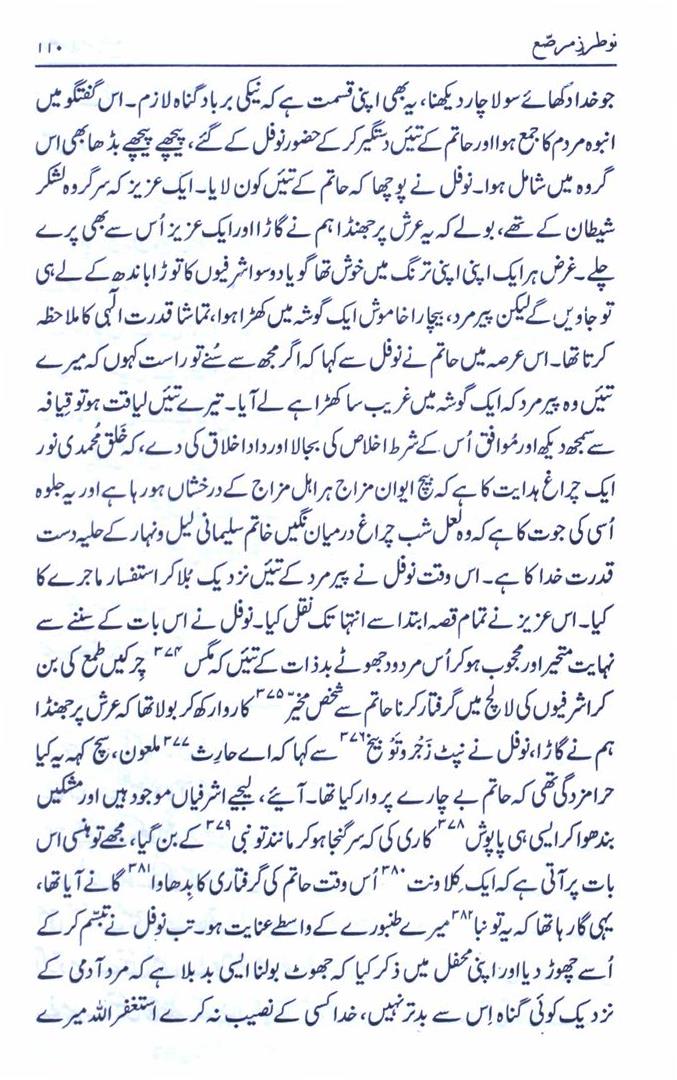 نو طرزِ مرصّع
۱۱۰
جو خدا دکھائے سو لاچار دیکھنا، یہ بھی اپنی قسمت ہے کہ نیکی برباد گناہ لازم۔ اس گفتگو میں
انبوہ مردم کا جمع ہوا اور حاتم کے تئیں دستگیر کر کے حضور نوفل کے گئے، پیچھے پیچھے بڈھا بھی اس
گروہ میں شامل ہوا۔ نوفل نے پوچھا کہ حاتم کے تئیں کون لایا۔ ایک عزیز کہ سرگروہ لشکر
شیطان کے تھے، بولے کہ یہ عرش پر جھنڈا ہم نے گاڑا اور ایک عزیز اُس سے بھی پرے
چلے۔ غرض ہر ایک اپنی اپنی ترنگ میں خوش تھا گویا دو سو اشرفیوں کا توڑا باندھ کے لے ہی
تو جاویں گے لیکن پیر مرد، بیچارا خاموش ایک گوشہ میں کھڑا ہوا، تماشا قدرت الٰہی کا ملاحظہ
کرتا تھا۔ اس عرصہ میں حاتم نے نوفل سے کہا کہ اگر مجھ سے سُنے تو راست کہوں کہ میرے
تئیں وہ پیر مرد کہ ایک گوشہ میں غریب سا کھڑا ہے لے آیا۔ تیرے تئیں لیاقت ہو تو قیافہ
سے سمجھ دیکھ اور مُوافق اُس کے شرط اخلاص کی بجا لا اور داد اخلاق کی دے، کہ خَلق مُحمدی نور
ایک چراغ ہدایت کا ہے کہ بیچ ایوان مزاج ہر اہل مزاج کے درخشاں ہو رہا ہے اور یہ جلوہ
اُسی کی جوت کا ہے کہ وہ لعل شب چراغ درمیان نگیں خاتم سلیمانی لیل و نہار کے حلیہ دست
قدرت خدا کا ہے۔ اس وقت نوفل نے پیر مرد کے تئیں نزدیک بُلا کر استفسار ماجرے کا
کیا۔ اس عزیز نے تمام قصہ ابتدا سے انتہا تک نقل کیا۔ نوفل نے اس بات کے سننے سے
نہایت متحیر اور محجوب ہو کر اُس مردود جھوٹے بدذات کے تئیں کہ مگس ۳۷۴ چِرکیں طمع کی بن
کر اشرفیوں کی لالچ میں گرفتار کرنا حاتم سے شخص مخیّر ۳۷۵ کا روا رکھ کر بولا تھا کہ عرش پر جھنڈا
ہم نے گاڑا، نوفل نے نپٹ زَجْر و تَوبیخ ۳۷۶ سے کہا کہ اے حارِث ۳۷۷ ملعون، سچ کہہ یہ کیا
حرامزدگی تھی کہ حاتم بے چارے پر وار کیا تھا۔ آئیے، لیجیے اشرفیاں موجود ہیں اور مشکیں
بندھوا کر ایسی ہی پاپوش ۳۷۸ کاری کی کہ سر گنجا ہو کر مانند تونبی ۳۷۹ کے بن گیا، مجھے تو ہنسی اس
بات پر آتی ہے کہ ایک کلاونت ۳۸۰ اُس وقت حاتم کی گرفتاری کا بِدھاوا ۳۸۱ گانے آیا تھا،
یہی گا رہا تھا کہ یہ تونبا ۳۸۲ میرے طنبورے کے واسطے عنایت ہو۔ تب نوفل نے تبسّم کر کے
اُسے چھوڑ دیا اور اپنی محفل میں ذکر کیا کہ جھوٹ بولنا ایسی بد بلا ہے کہ مرد آدمی کے
نزدیک کوئی گناہ اِس سے بدتر نہیں، خدا کسی کے نصیب نہ کرے استغفر اللہ میرے